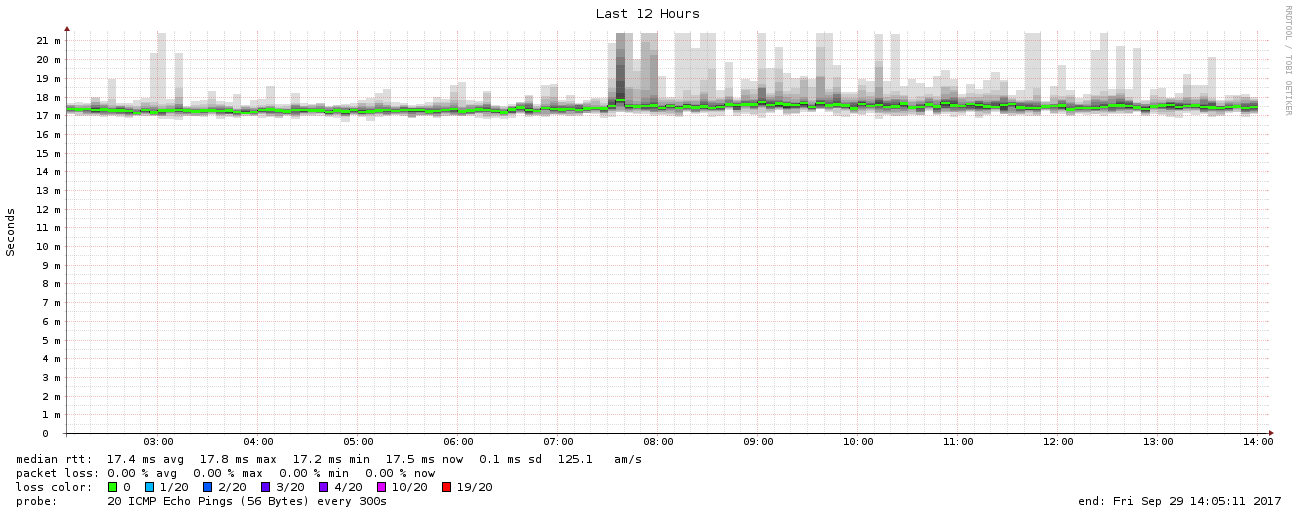 Last 12 Hours
RRDTOOL / TOBI OETIKER
Seconds
21 m
20 m
19 m
18 m
17 m
16 m
15 m
14 m
13 m
12 m
11 m
10 m
9 m
8 m
7 m
6 m
5 m
4 m
3 m
2 m
1 m
0
03:00 04:00 05:00 06:00 07:00 08:00 09:00 10:00 11:00 12:00 13:00 14:00
median rtt: 17.4 ms avg 17.8 ms max 17.2 ms min 17.5 ms now 0.1 ms sd 125.1 am/s
packet loss: 0.00 % avg 0.00 % max 0.00 % min 0.00 % now
loss color: 0 1/20 2/20 3/20 4/20 10/20 19/20
probe: 20 ICMP Echo Pings (56 Bytes) every 300s end: Fri Sep 29 14:05:11 2017